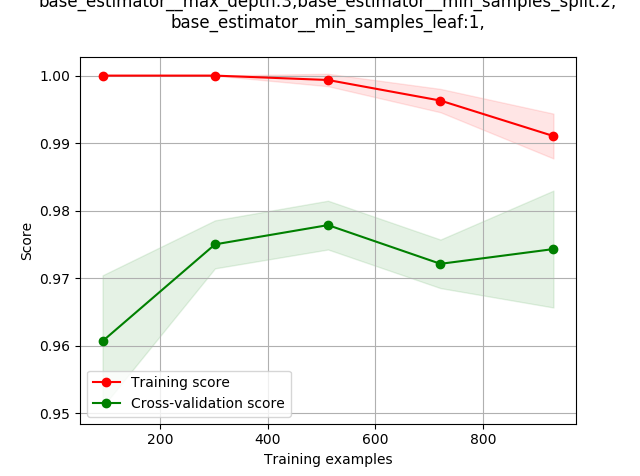 base_estimator__max_depth:3,base_estimator__min_samples_split:2,
base_estimator__min_samples_leaf:1,
1.00
0.99
0.98
0.97
0.96
0.95
Score
Training score
Cross-validation score
200
400
600
800
Training examples